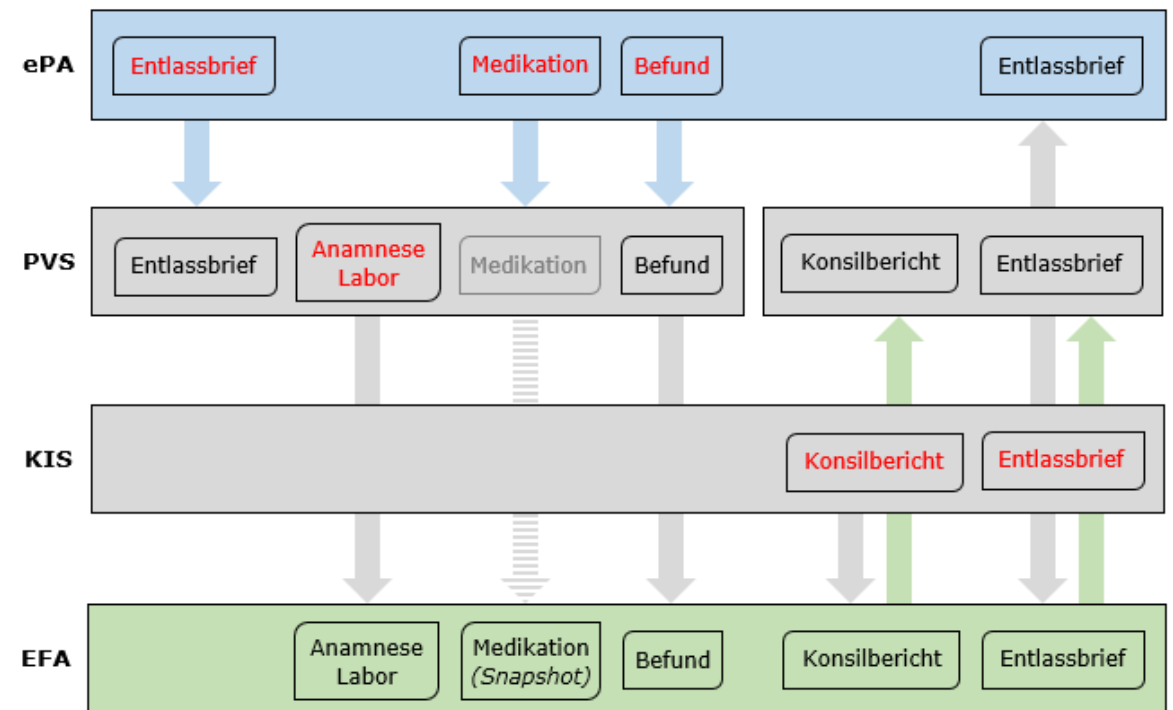 ePA
Entlassbrief
Medikation
Befund
Entlassbrief
PVS
Entlassbrief
Anamnese
Labor
Medikation
Befund
Konsilbericht
Entlassbrief
KIS
Konsilbericht
Entlassbrief
EFA
Anamnese
Labor
Medikation
(Snapshot)
Befund
Konsilbericht
Entlassbrief